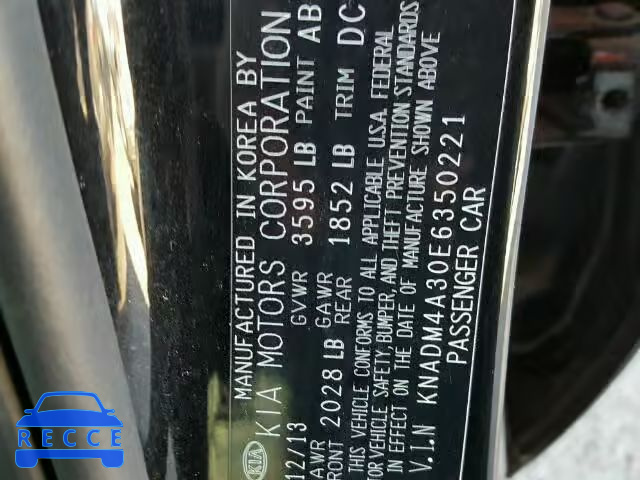 MANUFACTURED IN KOREA BY
KIA KIA MOTORS CORPORATION
12/13 GVWR 3595 LB PAINT AB
GAWR GAWR
FRONT 2028 LB REAR 1852 LB TRIM DC
THIS VEHICLE CONFORMS TO ALL APPLICABLE U.S.A. FEDERAL
MOTOR VEHICLE SAFETY, BUMPER, AND THEFT PREVENTION STANDARDS
IN EFFECT ON THE DATE OF MANUFACTURE SHOWN ABOVE
V.I.N KNADM4A30E6350221
PASSENGER CAR
RECCE